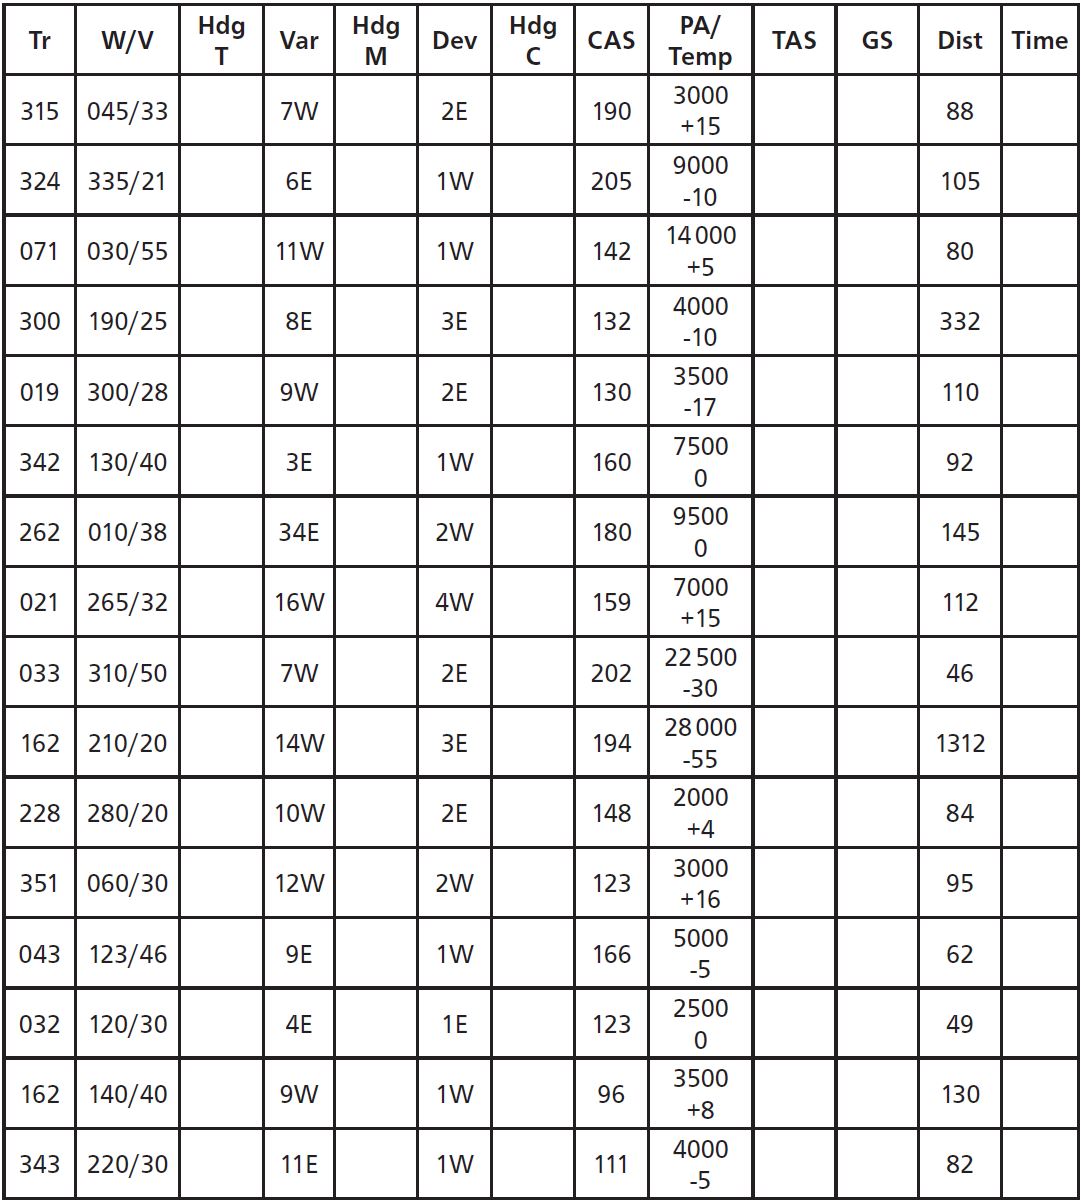 Tr W/V Hdg T Var Hdg M Dev Hdg C CAS PA/ Temp TAS GS Dist Time
315 045/33 7W 2E 190 3000 +15 88
324 335/21 6E 1W 205 9000 -10 105
071 030/55 11W 1W 142 14 000 +5 80
300 190/25 8E 3E 132 4000 -10 332
019 300/28 9W 2E 130 3500 -17 110
342 130/40 3E 1W 160 7500 0 92
262 010/38 34E 2W 180 9500 0 145
021 265/32 16W 4W 159 7000 +15 112
033 310/50 7W 2E 202 22 500 -30 46
162 210/20 14W 3E 194 28 000 -55 1312
228 280/20 10W 2E 148 2000 +4 84
351 060/30 12W 2W 123 3000 +16 95
043 123/46 9E 1W 166 5000 -5 62
032 120/30 4E 1E 123 2500 0 49
162 140/40 9W 1W 96 3500 +8 130
343 220/30 11E 1W 111 4000 -5 82